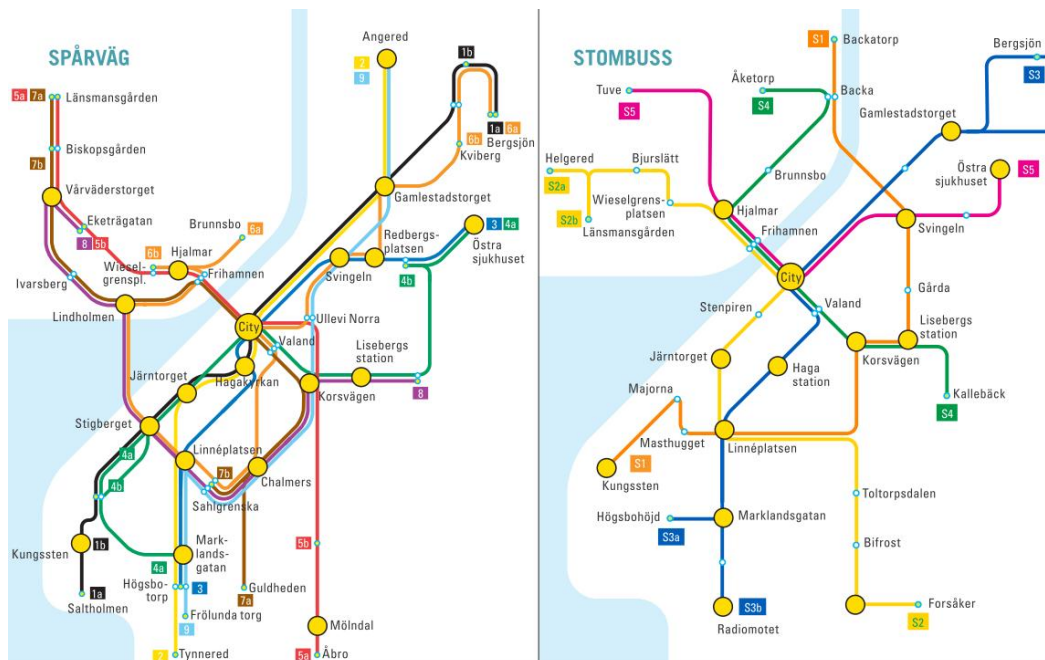 SPÅRVÄG
Angered
2
9
1b
5a
7a
Länsmansgården
1a
6a
Bergsjön
Biskopsgården
6b
Kviberg
7b
Vårväderstorget
Gamlestadstorget
Eketrägatan
8
5b
Brunnsbo
6a
Redbergs-
platsen
3
4a
Östra
sjukhuset
6b
Hjalmar
Wiesel-
grenspl.
Frihamnen
Svingeln
4b
Ivarsberg
Lindholmen
City
Ullevi Norra
Valand
Lisebergs
station
Järntorget
Hagakyrkan
Korsvägen
8
Stigberget
4a
Linnéplatsen
7b
Chalmers
4b
Sahlgrenska
Kungssten
1b
Mark-
lands-
gatan
5b
4a
Högsbo-
torp
3
Guldheden
7a
1a
Saltholmen
Frölunda torg
9
Mölndal
2
Tynnered
5a
Åbro
STOMBUSS
S1
Backatorp
Bergsjön
S3
Tuve
S5
Åketorp
S4
Backa
Gamlestadstorget
Helgered
S2a
Bjurslätt
Brunnsbo
Östra
sjukhuset
S5
Wieselgrens-
platsen
S2b
Länsmansgården
Hjalmar
Frihamnen
Svingeln
City
Stenpiren
Valand
Gårda
Lisebergs
station
Järntorget
Haga
station
Korsvägen
Majorna
Kallebäck
S4
Masthugget
Linnéplatsen
S1
Kungssten
Toltorpsdalen
Högsbohöjd
S3a
Marklandsgatan
Bifrost
S3b
Radiomotet
Forsåker
S2